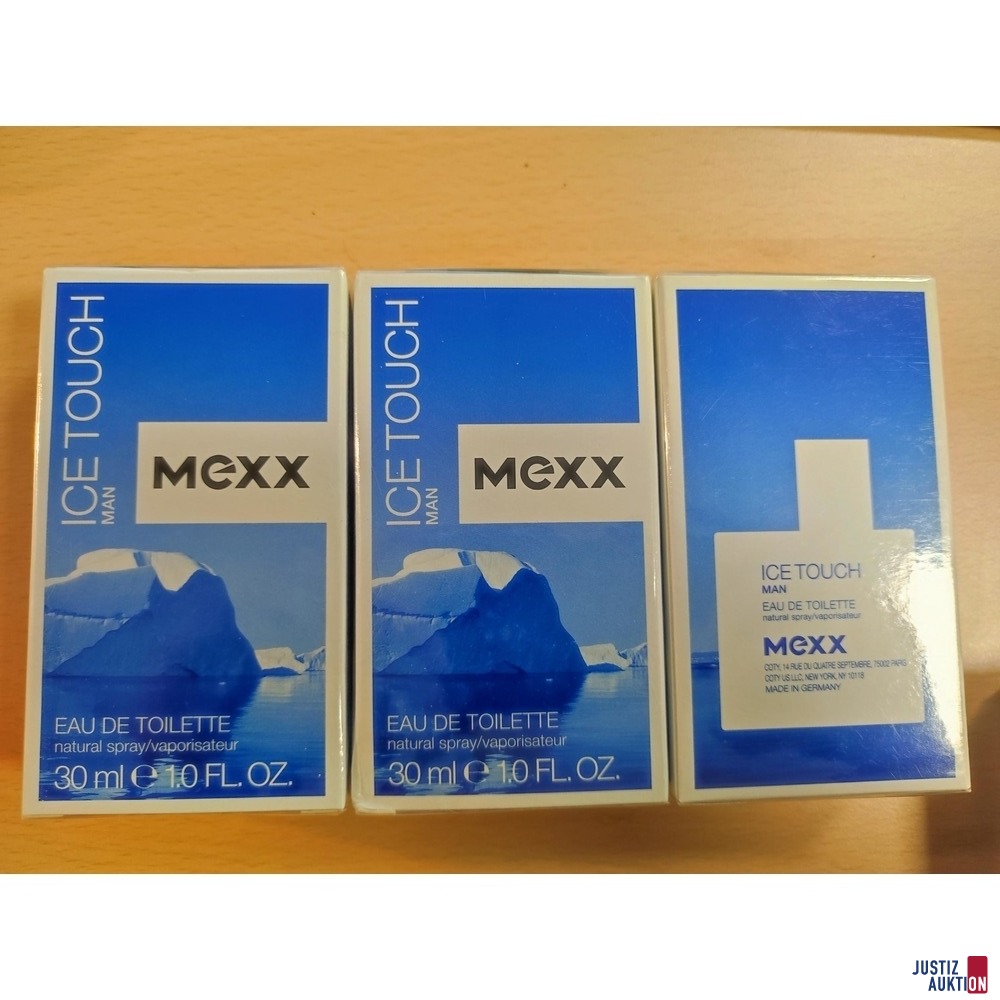 ICE TOUCH
MAN
MEXX
EAU DE TOILETTE
natural spray/vaporisateur
30 ml e 1.0 FL. OZ.
ICE TOUCH
MAN
MEXX
EAU DE TOILETTE
natural spray/vaporisateur
30 ml e 1.0 FL. OZ.
ICE TOUCH
MAN
EAU DE TOILETTE
natural spray/vaporisateur
MEXX
COTY, 14 RUE DU QUATRE SEPTEMBRE, 75002 PARIS
COTY US LLC, NEW YORK, NY 10118
MADE IN GERMANY
JUSTIZ
AUKTION